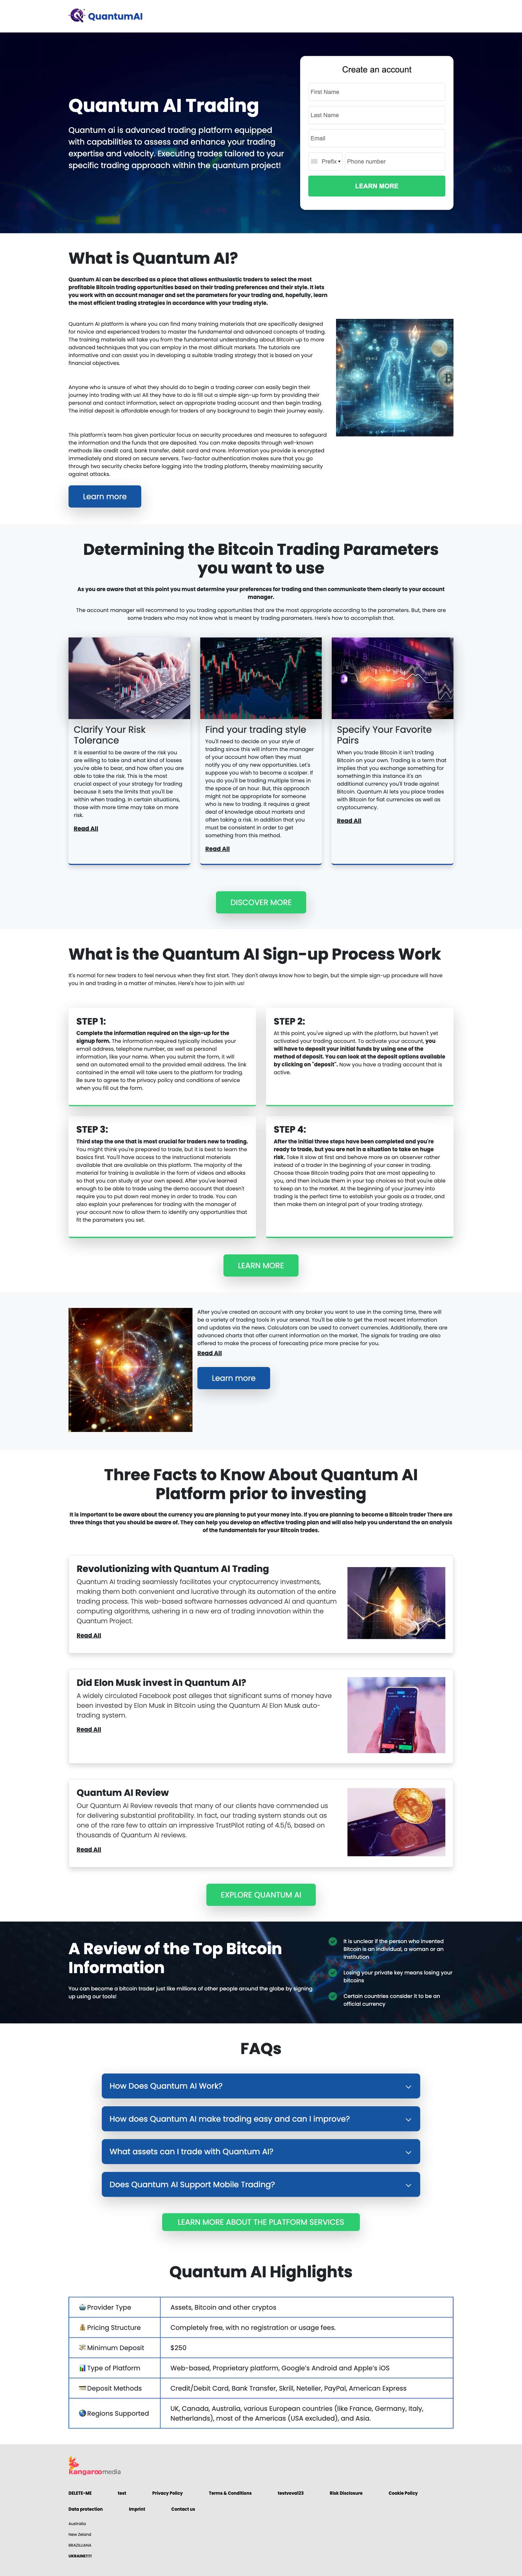 QuantumAI
Quantum AI Trading
Quantum ai is advanced trading platform equipped
with capabilities to assess and enhance your trading
expertise and velocity. Executing trades tailored to your
specific trading approach within the quantum project!
Create an account
First Name
Last Name
Email
Prefix
Phone number
LEARN MORE
What is Quantum AI?
Quantum AI can be described as a place that allows enthusiastic traders to select the most
profitable Bitcoin trading opportunities based on their trading preferences and their style. It lets
you work with an account manager and set the parameters for your trading and, hopefully, learn
the most efficient trading strategies in accordance with your trading style.
Quantum AI platform is where you can find many training materials that are specifically designed
for novice and experienced traders to master the fundamental and advanced concepts of trading.
The training materials will take you from the fundamental understanding about Bitcoin up to more
advanced techniques that you can employ in the most difficult markets. The tutorials are
informative and can assist you in developing a suitable trading strategy that is based on your
financial objectives.
Anyone who is unsure of what they should do to begin a trading career can easily begin their
journey into trading with us! All they have to do is fill out a simple sign-up form by providing their
personal and contact information, select an appropriate trading account and then begin trading.
The initial deposit is affordable enough for traders of any background to begin their journey easily.
This platform's team has given particular focus on security procedures and measures to safeguard
the information and the funds that are deposited. You can make deposits through well-known
methods like credit card, bank transfer, debit card and more. Information you provide is encrypted
immediately and stored on secure servers. Two-factor authentication makes sure that you go
through two security checks before logging into the trading platform, thereby maximizing security
against attacks.
Learn more
Determining the Bitcoin Trading Parameters
you want to use
As you are aware that at this point you must determine your preferences for trading and then communicate them clearly to your account
manager.
The account manager will recommend to you trading opportunities that are the most appropriate according to the parameters. But, there are
some traders who may not know what is meant by trading parameters. Here's how to accomplish that.
Clarify Your Risk
Tolerance
It is essential to be aware of the risk you
are willing to take and what kind of losses
you're able to bear, and how often you are
able to take the risk. This is the most
crucial aspect of your strategy for trading
because it sets the limits that you'll be
within when trading. In certain situations,
those with more time may take on more
risk.
Read All
Find your trading style
You'll need to decide on your style of
trading since this will inform the manager
of your account how often they must
notify you of any new opportunities. Let's
suppose you wish to become a scalper. If
you do you'll be trading multiple times in
the space of an hour. But, this approach
might not be appropriate for someone
who is new to trading. It requires a great
deal of knowledge about markets and
often taking a risk. In addition that you
must be consistent in order to get
something from this method.
Read All
Specify Your Favorite
Pairs
When you trade Bitcoin it isn't trading
Bitcoin on your own. Trading is a term that
implies that you exchange something for
something.In this instance it's an
additional currency you'll trade against
Bitcoin. Quantum AI lets you place trades
with Bitcoin for fiat currencies as well as
cryptocurrency.
Read All
DISCOVER MORE
What is the Quantum AI Sign-up Process Work
It's normal for new traders to feel nervous when they first start. They don't always know how to begin, but the simple sign-up procedure will have
you in and trading in a matter of minutes. Here's how to join with us!
STEP 1:
Complete the information required on the sign-up for the
signup form. The information required typically includes your
email address, telephone number, as well as personal
information, like your name. When you submit the form, it will
send an automated email to the provided email address. The link
contained in the email will take users to the platform for trading.
Be sure to agree to the privacy policy and conditions of service
when you fill out the form.
STEP 2:
At this point, you've signed up with the platform, but haven't yet
activated your trading account. To activate your account, you
will have to deposit your initial funds by using one of the
method of deposit. You can look at the deposit options available
by clicking on "deposit". Now you have a trading account that is
active.
STEP 3:
Third step the one that is most crucial for traders new to trading.
You might think you're prepared to trade, but it is best to learn the
basics first. You'll have access to the instructional materials
available that are available on this platform. The majority of the
material for training is available in the form of videos and eBooks
so that you can study at your own speed. After you've learned
enough to be able to trade using the demo account that doesn't
require you to put down real money in order to trade. You can
also explain your preferences for trading with the manager of
your account now to allow them to identify any opportunities that
fit the parameters you set.
STEP 4:
After the initial three steps have been completed and you're
ready to trade, but you are not in a situation to take on huge
risk. Take it slow at first and behave more as an observer rather
instead of a trader in the beginning of your career in trading.
Choose those Bitcoin trading pairs that are most appealing to
you, and then include them in your top choices so that you're able
to keep an on to the market. At the beginning of your journey into
trading is the perfect time to establish your goals as a trader, and
then make them an integral part of your trading strategy.
LEARN MORE
After you've created an account with any broker you want to use in the coming time, there will
be a variety of trading tools in your arsenal. You'll be able to get the most recent information
and updates via the news. Calculators can be used to convert currencies. Additionally, there are
advanced charts that offer current information on the market. The signals for trading are also
offered to make the process of forecasting price more precise for you.
Read All
Learn more
Three Facts to Know About Quantum AI
Platform prior to investing
It is important to be aware about the currency you are planning to put your money into. If you are planning to become a Bitcoin trader There are
three things that you should be aware of. They can help you develop an effective trading plan and will also help you understand the an analysis
of the fundamentals for your Bitcoin trades.
Revolutionizing with Quantum AI Trading
Quantum AI trading seamlessly facilitates your cryptocurrency investments,
making them both convenient and lucrative through its automation of the entire
trading process. This web-based software harnesses advanced AI and quantum
computing algorithms, ushering in a new era of trading innovation within the
Quantum Project.
Read All
Did Elon Musk invest in Quantum AI?
A widely circulated Facebook post alleges that significant sums of money have
been invested by Elon Musk in Bitcoin using the Quantum AI Elon Musk auto-
trading system.
Read All
Quantum AI Review
Our Quantum AI Review reveals that many of our clients have commended us
for delivering substantial profitability. In fact, our trading system stands out as
one of the rare few to attain an impressive TrustPilot rating of 4.5/5, based on
thousands of Quantum AI reviews.
Read All
EXPLORE QUANTUM AI
A Review of the Top Bitcoin
Information
You can become a bitcoin trader just like millions of other people around the globe by signing
up using our tools!
It is unclear if the person who invented
Bitcoin is an individual, a woman or an
institution
Losing your private key means losing your
bitcoins
Certain countries consider it to be an
official currency
FAQs
How Does Quantum AI Work?
How does Quantum AI make trading easy and can I improve?
What assets can I trade with Quantum AI?
Does Quantum AI Support Mobile Trading?
LEARN MORE ABOUT THE PLATFORM SERVICES
Quantum AI Highlights
Provider Type Assets, Bitcoin and other cryptos
Pricing Structure Completely free, with no registration or usage fees.
Minimum Deposit $250
Type of Platform Web-based, Proprietary platform, Google's Android and Apple's iOS
Deposit Methods Credit/Debit Card, Bank Transfer, Skrill, Neteller, PayPal, American Express
Regions Supported UK, Canada, Australia, various European countries (like France, Germany, Italy,
Netherlands), most of the Americas (USA excluded), and Asia.
kangaroomedia
DELETE-ME test Privacy Policy Terms & Conditions testvova123 Risk Disclosure Cookie Policy
Data protection Imprint Contact us
Australia
New Zeland
BRAZILLIANA
UKRAINE!!!!